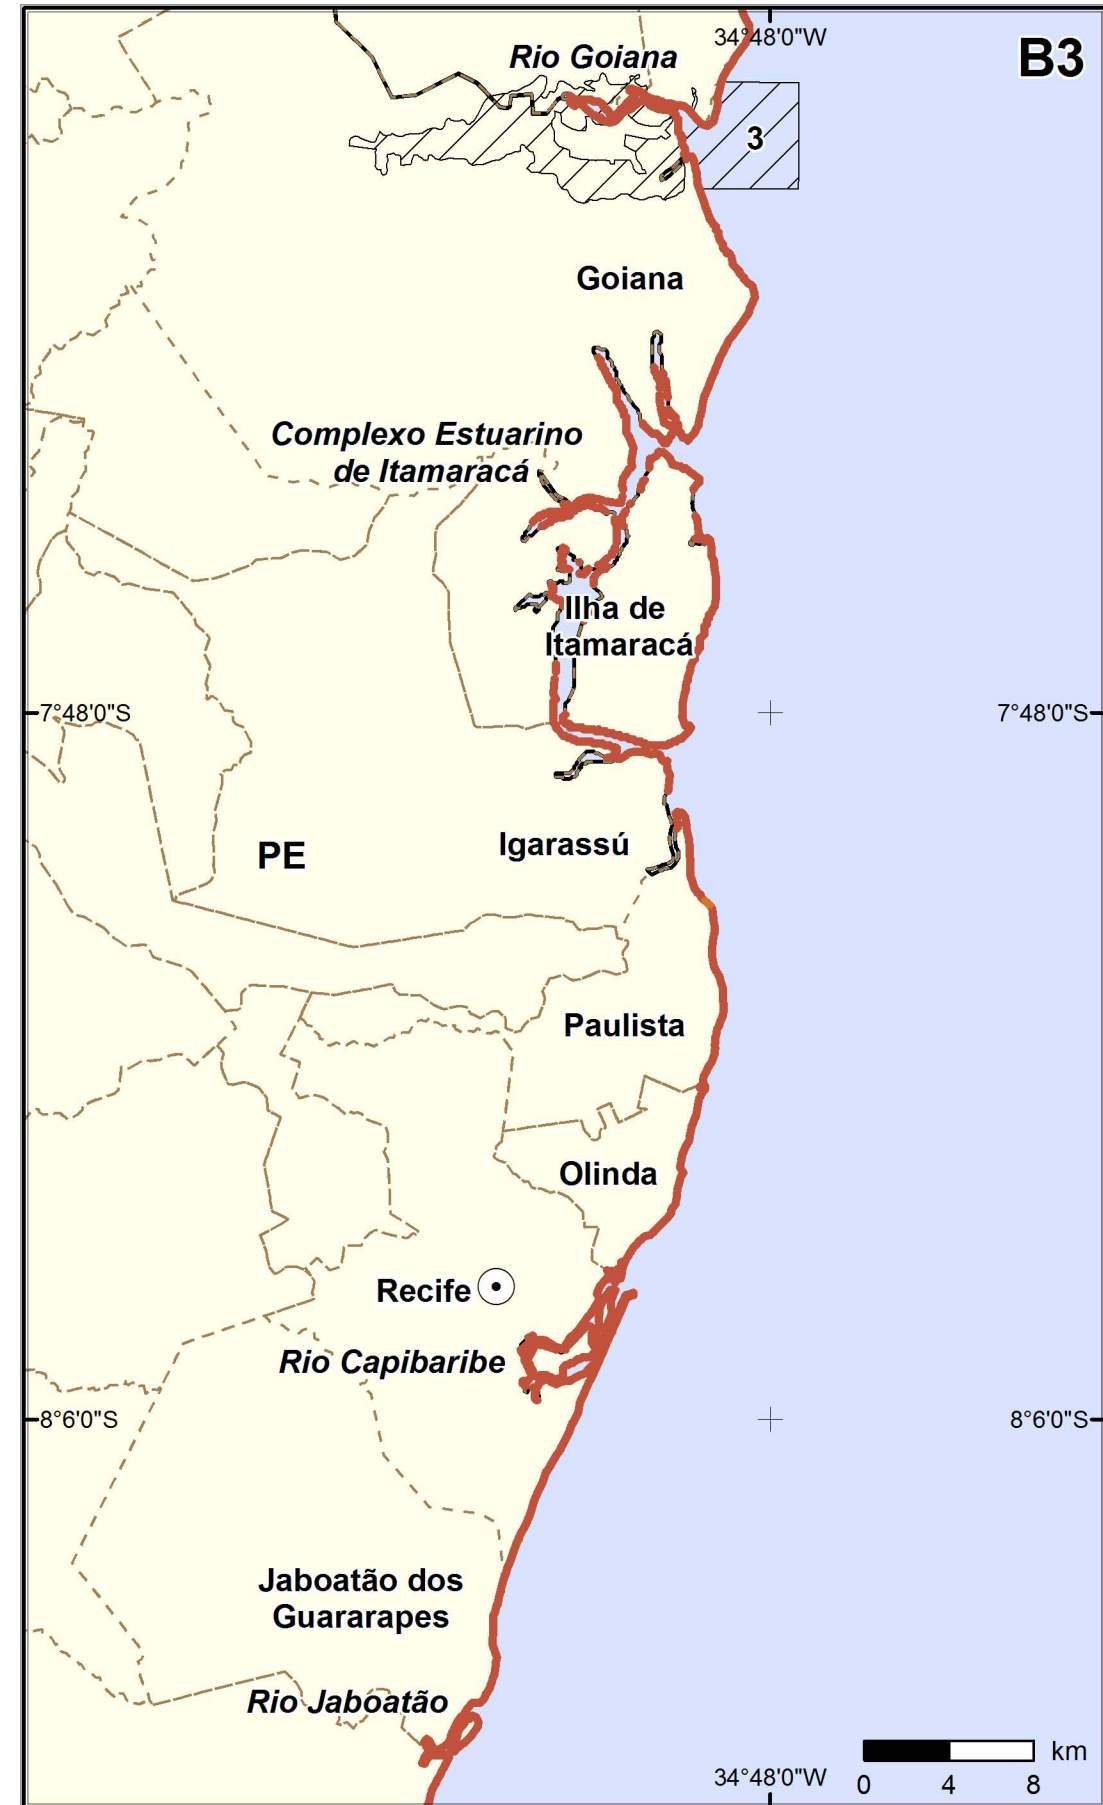 34°48'0"W
B3
Rio Goiana
3
Goiana
Complexo Estuarino
de Itamaracá
Ilha de
Itamaracá
7°48'0"S
7°48'0"S
Igarassú
PE
Paulista
Olinda
Recife
Rio Capibaribe
8°6'0"S
8°6'0"S
Jaboatão dos
Guararapes
Rio Jaboatão
km
34°48'0"W
0 4 8